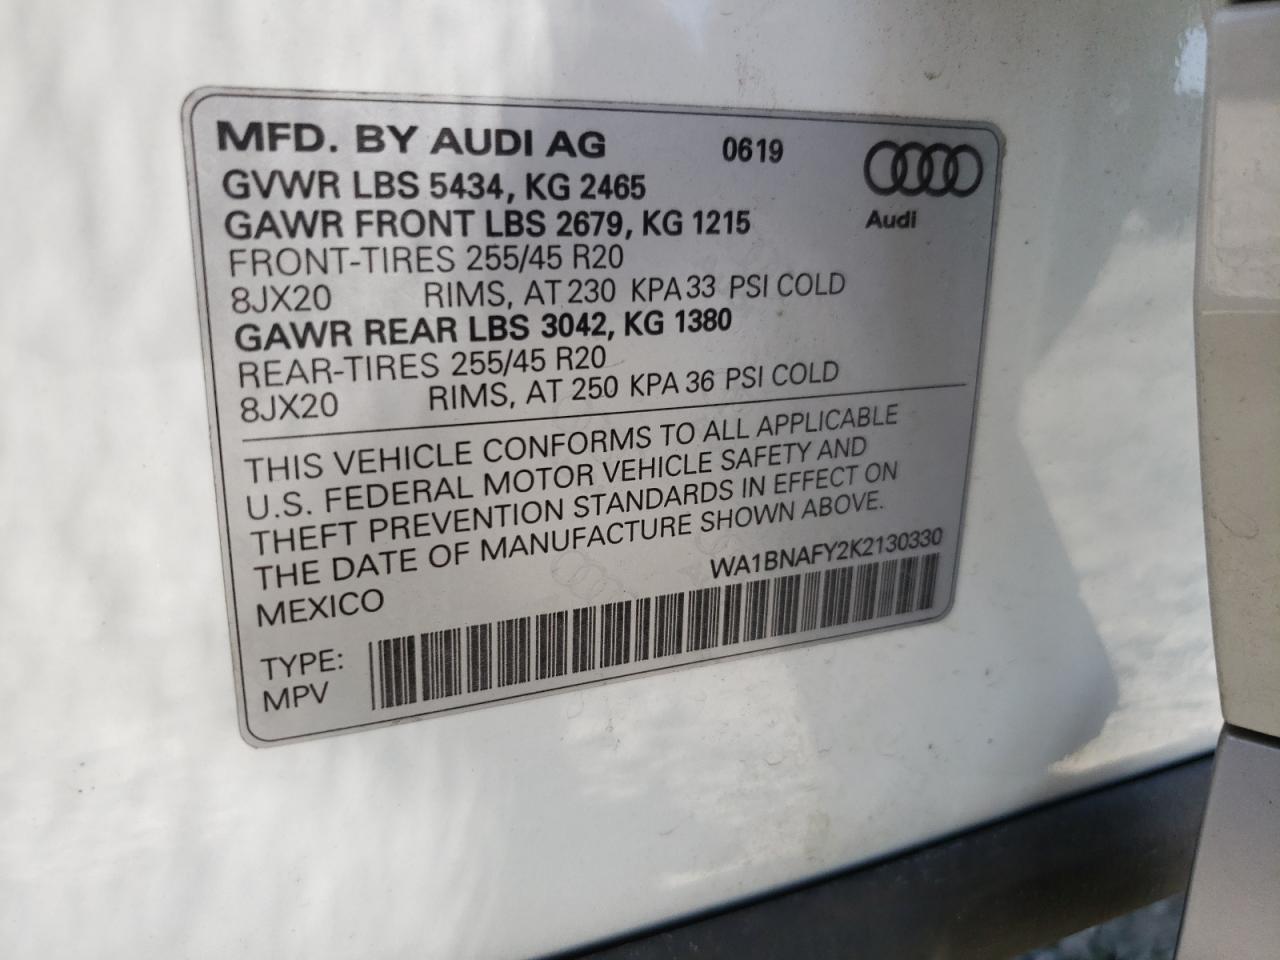 MFD. BY AUDI AG 0619
GVWR LBS 5434, KG 2465
GAWR FRONT LBS 2679, KG 1215
Audi
FRONT-TIRES 255/45 R20
8JX20 RIMS, AT 230 KPA 33 PSI COLD
GAWR REAR LBS 3042, KG 1380
REAR-TIRES 255/45 R20
8JX20 RIMS, AT 250 KPA 36 PSI COLD
THIS VEHICLE CONFORMS TO ALL APPLICABLE
U.S. FEDERAL MOTOR VEHICLE SAFETY AND
THEFT PREVENTION STANDARDS IN EFFECT ON
THE DATE OF MANUFACTURE SHOWN ABOVE.
MEXICO WA1BNAFY2K2130330
TYPE:
MPV